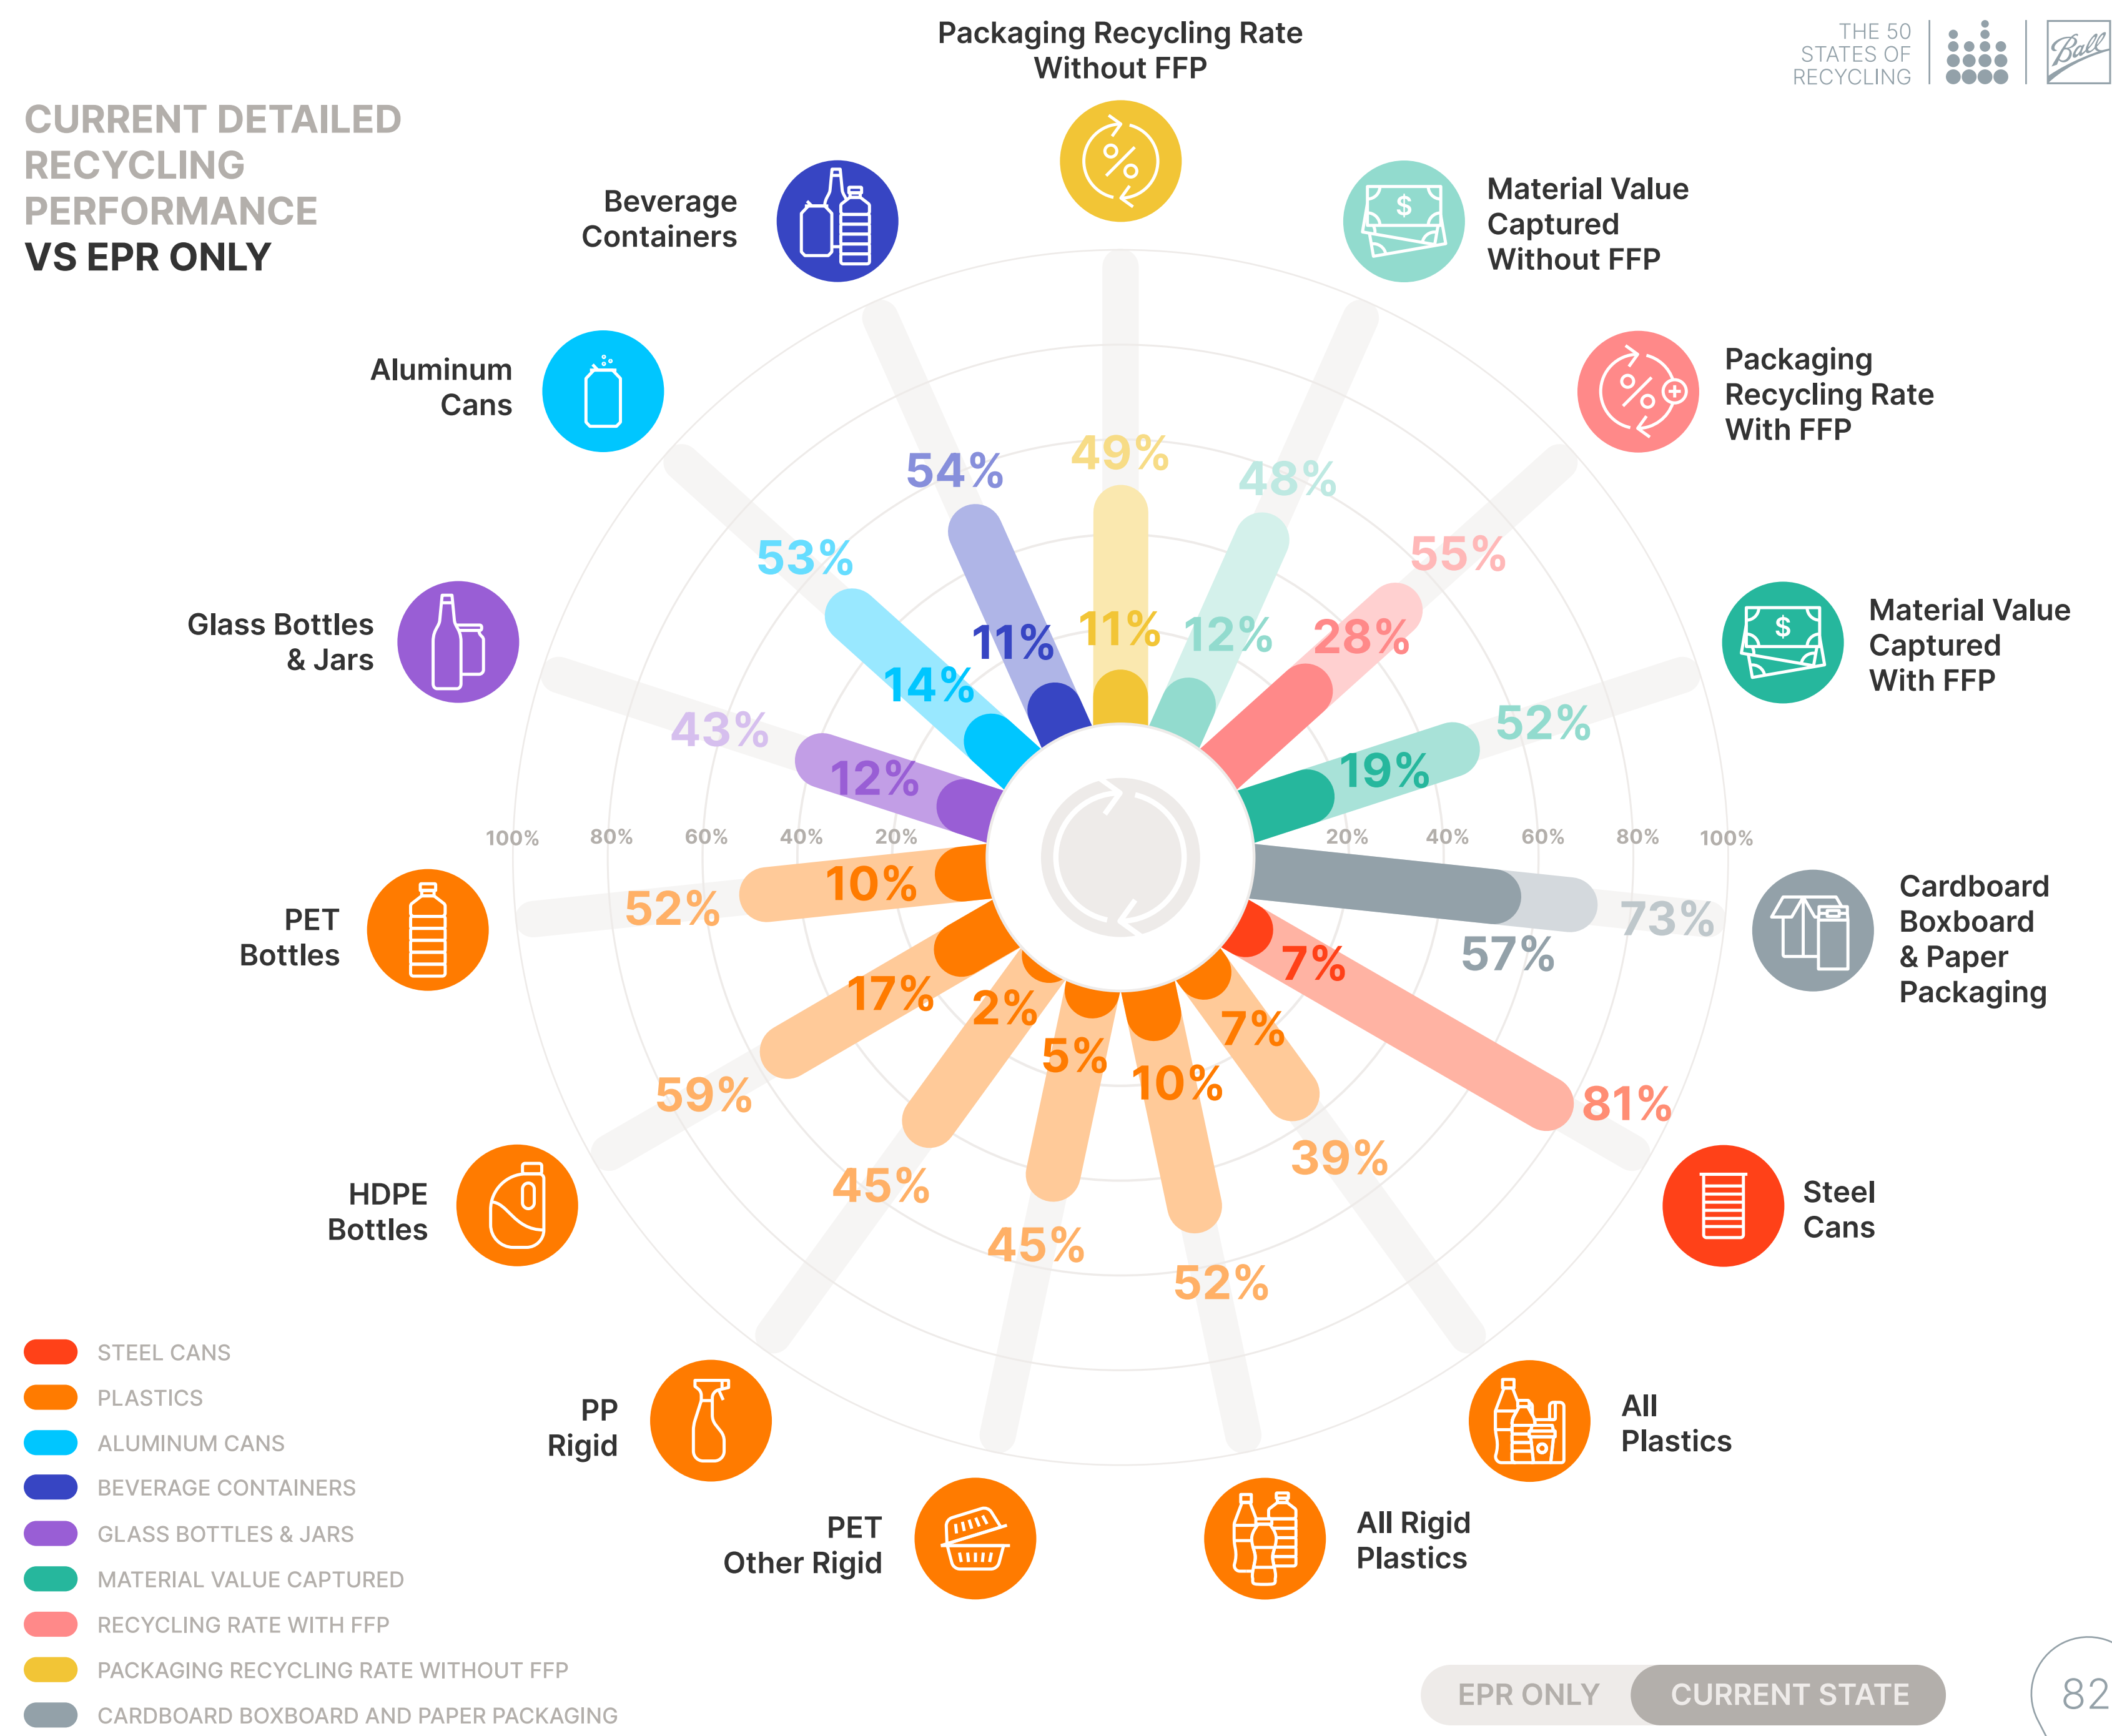 Packaging Recycling Rate
Without FFP
THE 50
STATES OF
RECYCLING
Ball
CURRENT DETAILED
RECYCLING
PERFORMANCE
VS EPR ONLY
Beverage
Containers
Material Value
Captured
Without FFP
$
Aluminum
Cans
Packaging
Recycling Rate
With FFP
%
%
Glass Bottles
& Jars
Material Value
Captured
With FFP
$
54%
49%
48%
53%
55%
11%
11%
12%
28%
14%
43%
52%
12%
19%
100%
80%
60%
40%
20%
20%
40%
60%
80%
100%
PET
Bottles
52%
10%
57%
73%
Cardboard
Boxboard
& Paper
Packaging
17%
2%
5%
10%
7%
7%
59%
45%
45%
52%
39%
81%
HDPE
Bottles
Steel
Cans
PP
Rigid
All
Plastics
PET
Other Rigid
All Rigid
Plastics
STEEL CANS
PLASTICS
ALUMINUM CANS
BEVERAGE CONTAINERS
GLASS BOTTLES & JARS
MATERIAL VALUE CAPTURED
RECYCLING RATE WITH FFP
PACKAGING RECYCLING RATE WITHOUT FFP
CARDBOARD BOXBOARD AND PAPER PACKAGING
EPR ONLY
CURRENT STATE
82